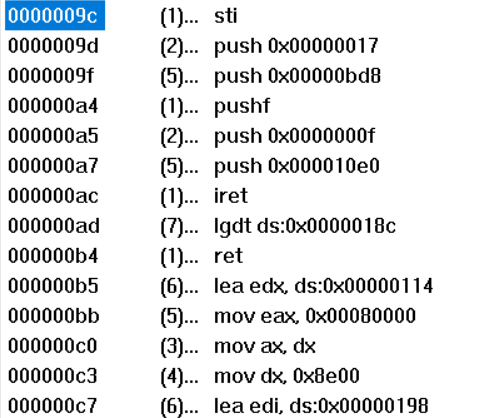 0000009c (1)... sti
0000009d (2)... push 0x00000017
0000009f (5)... push 0x00000bd8
000000a4 (1)... pushf
000000a5 (2)... push 0x0000000f
000000a7 (5)... push 0x000010e0
000000ac (1)... iret
000000ad (7)... lgdt ds:0x0000018c
000000b4 (1)... ret
000000b5 (6)... lea edx, ds:0x00000114
000000bb (5)... mov eax, 0x00080000
000000c0 (3)... mov ax, dx
000000c3 (4)... mov dx, 0x8e00
000000c7 (6)... lea edi, ds:0x00000198